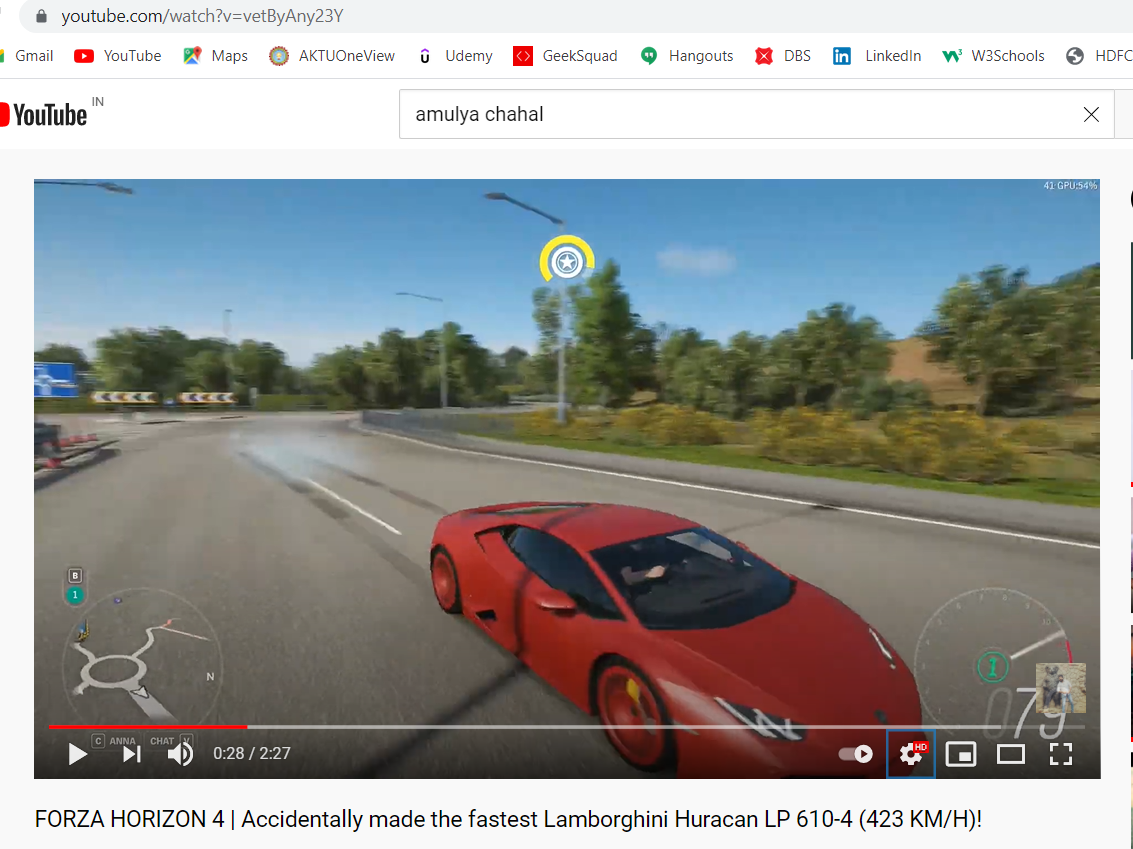 youtube.com/watch?v=vetByAny23Y
Gmail YouTube Maps AKTUOneView Udemy GeekSquad Hangouts DBS LinkedIn W3Schools HDFC
YouTube IN
amulya chahal
41 GPU:54%
B
1
N
1
10
079
C ANNA CHAT Y
0:28 / 2:27
HD
FORZA HORIZON 4 | Accidentally made the fastest Lamborghini Huracan LP 610-4 (423 KM/H)!